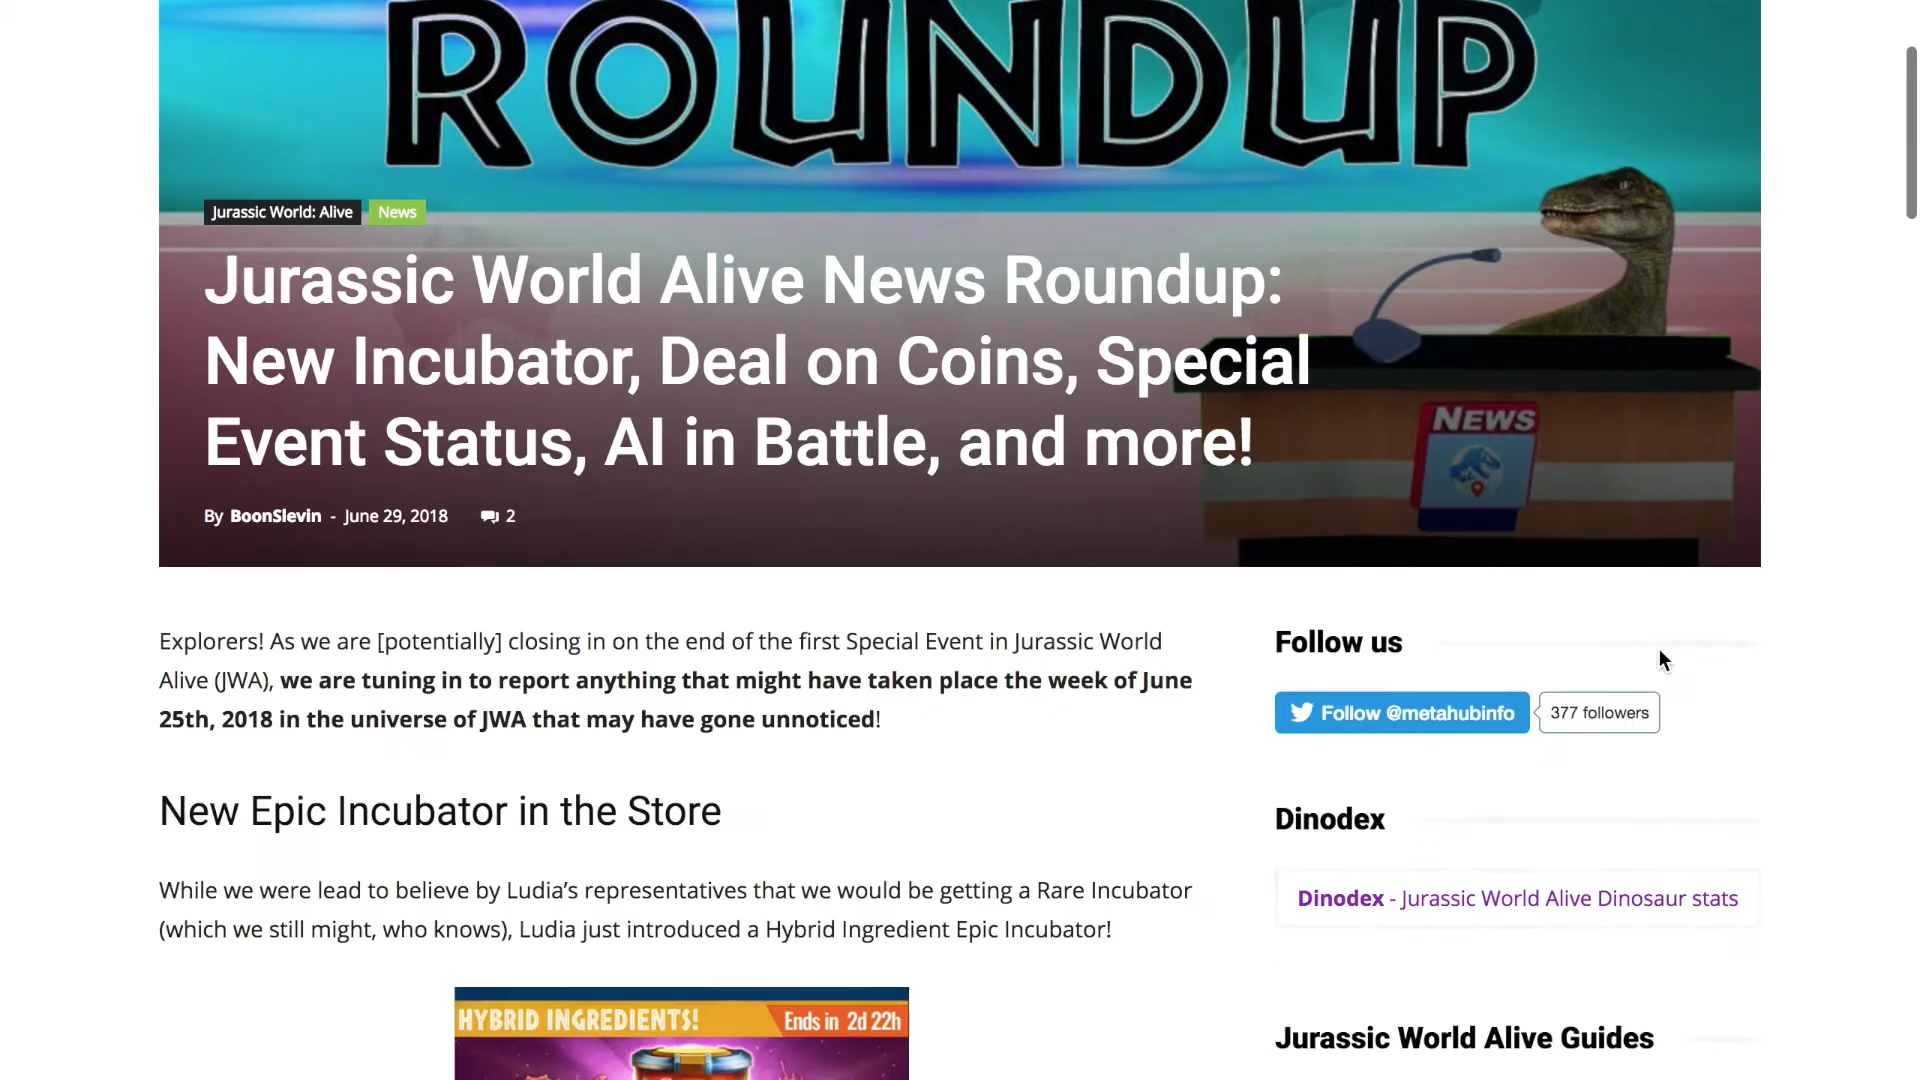 ROUNDUP
Jurassic World: Alive News
Jurassic World Alive News Roundup:
New Incubator, Deal on Coins, Special
Event Status, AI in Battle, and more!
NEWS
By BoonSlevin - June 29, 2018 2
Explorers! As we are [potentially] closing in on the end of the first Special Event in Jurassic World
Alive (JWA), we are tuning in to report anything that might have taken place the week of June
25th, 2018 in the universe of JWA that may have gone unnoticed!
New Epic Incubator in the Store
While we were lead to believe by Ludia’s representatives that we would be getting a Rare Incubator
(which we still might, who knows), Ludia just introduced a Hybrid Ingredient Epic Incubator!
HYBRID INGREDIENTS! Ends in 2d 22h
Follow us
Follow @metahubinfo 377 followers
Dinodex
Dinodex - Jurassic World Alive Dinosaur stats
Jurassic World Alive Guides